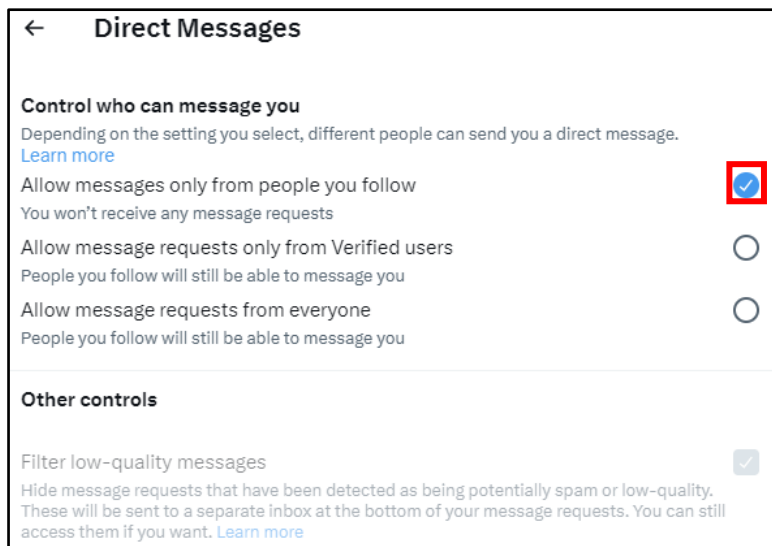 Direct Messages
Control who can message you
Depending on the setting you select, different people can send you a direct message.
Learn more
Allow messages only from people you follow
You won’t receive any message requests
Allow message requests only from Verified users
People you follow will still be able to message you
Allow message requests from everyone
People you follow will still be able to message you
Other controls
Filter low-quality messages
Hide message requests that have been detected as being potentially spam or low-quality.
These will be sent to a separate inbox at the bottom of your message requests. You can still
access them if you want. Learn more